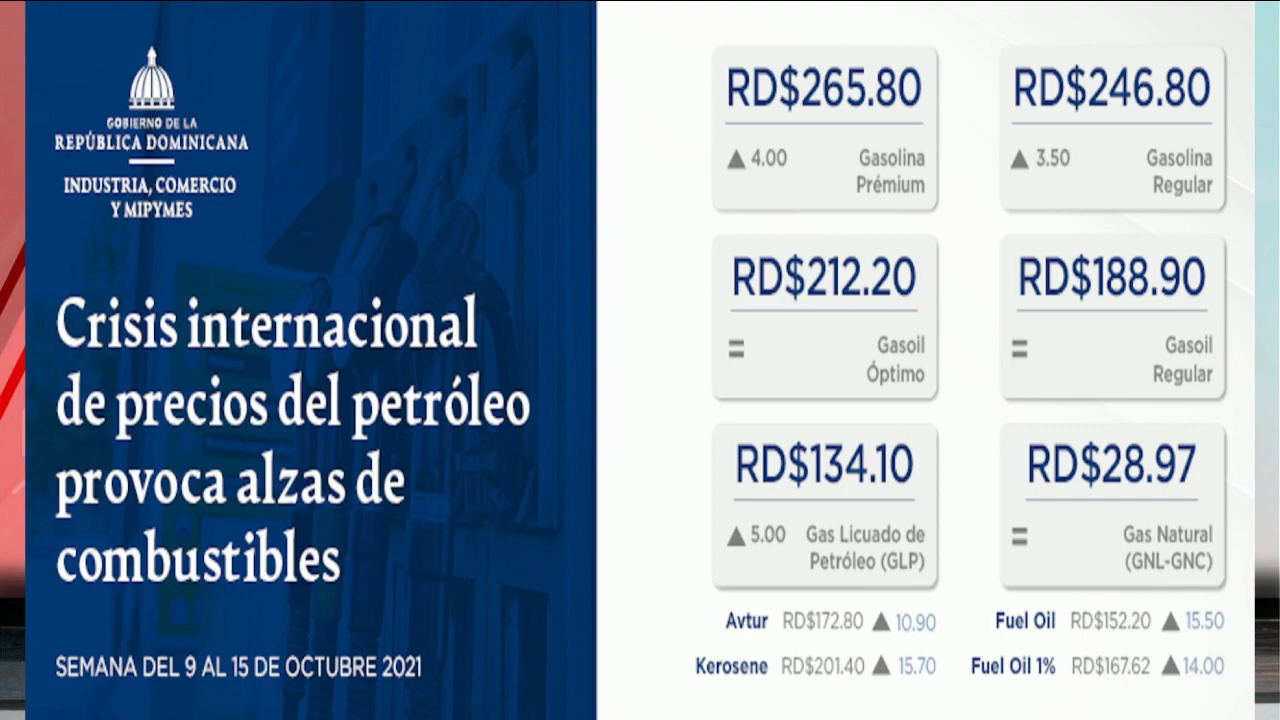 GOBIERNO DE LA
REPÚBLICA DOMINICANA
INDUSTRIA, COMERCIO
Y MIPYMES
Crisis internacional
de precios del petróleo
provoca alzas de
combustibles
SEMANA DEL 9 AL 15 DE OCTUBRE 2021
RD$265.80
▲ 4.00 Gasolina
Prémium
RD$246.80
▲ 3.50 Gasolina
Regular
RD$212.20
= Gasoil
Óptimo
RD$188.90
= Gasoil
Regular
RD$134.10
▲ 5.00 Gas Licuado de
Petróleo (GLP)
RD$28.97
= Gas Natural
(GNL-GNC)
Avtur RD$172.80 ▲ 10.90
Fuel Oil RD$152.20 ▲ 15.50
Kerosene RD$201.40 ▲ 15.70
Fuel Oil 1% RD$167.62 ▲ 14.00